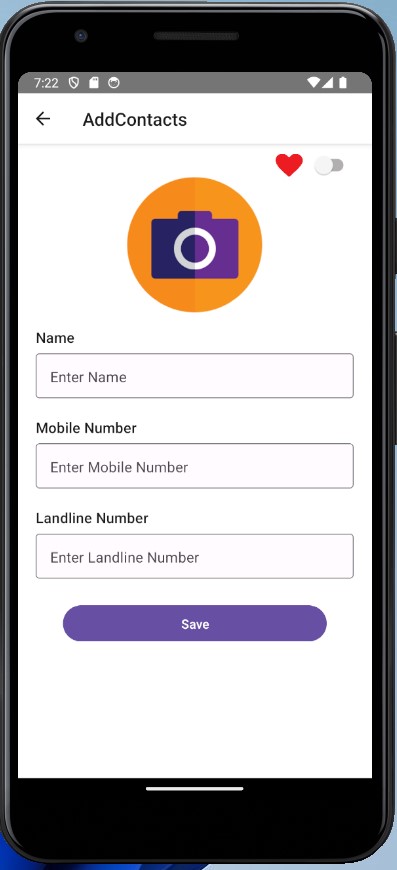 7:22
AddContacts
Name
Enter Name
Mobile Number
Enter Mobile Number
Landline Number
Enter Landline Number
Save